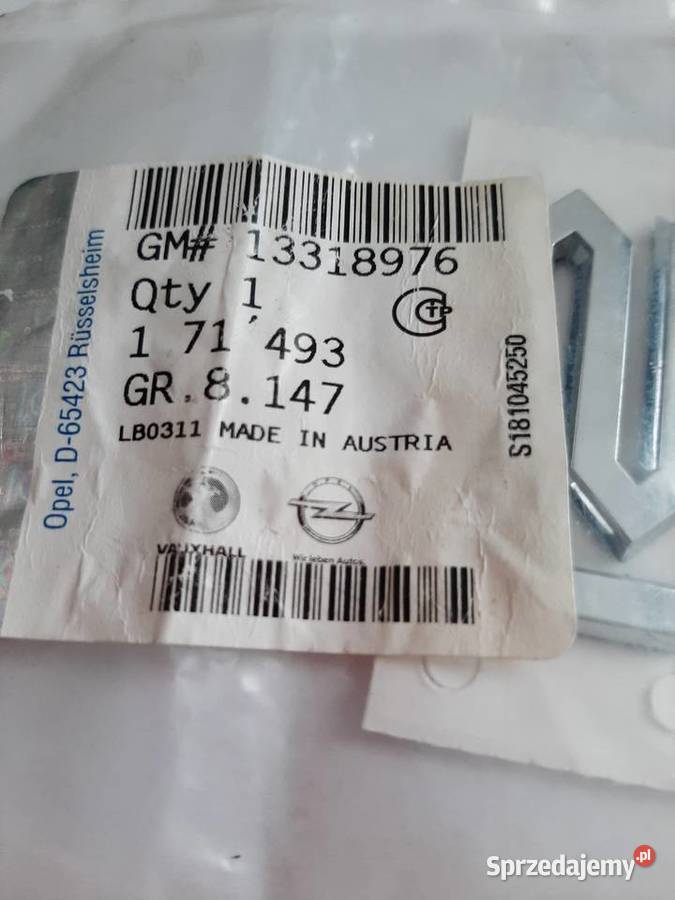 GM# 13318976
Qty 1
1 71 493
GR. 8.147
LB0311 MADE IN AUSTRIA
VAUXHALL
OPEL
Wir leben Autos.
Opel, D-65423 Rüsselsheim
S181045250
Sprzedajemy.pl